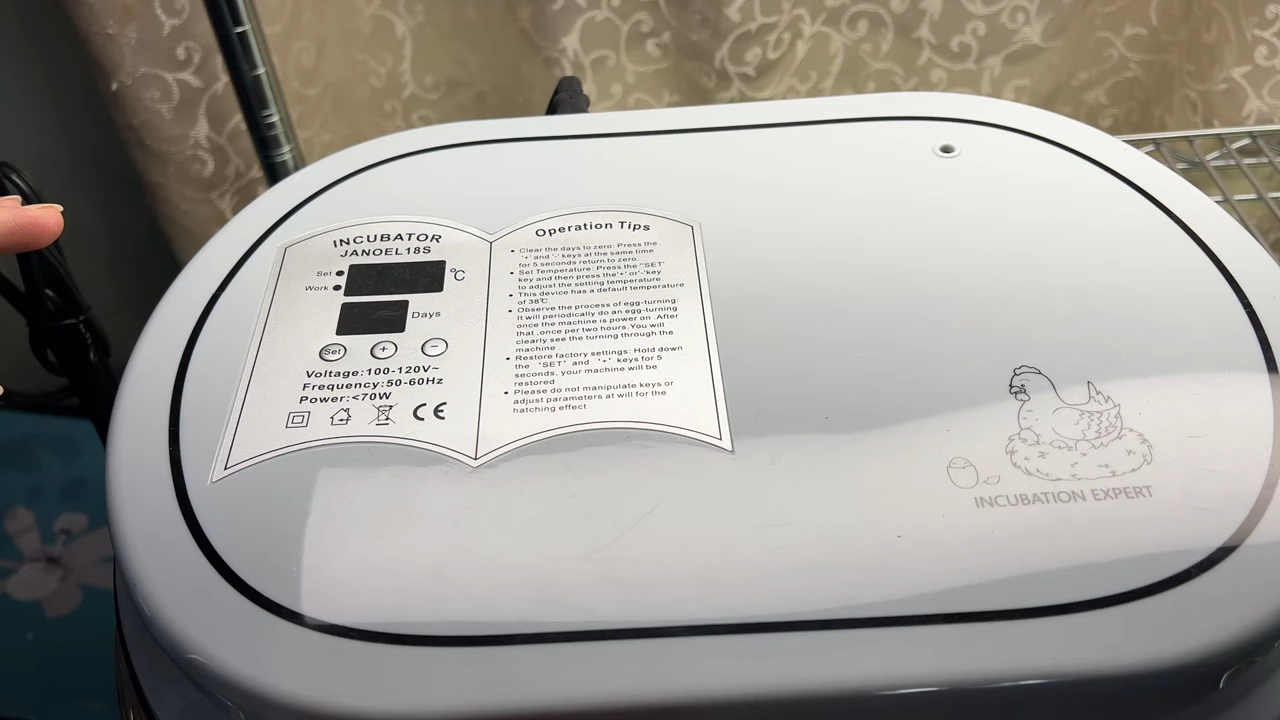 INCUBATOR
JANOEL18S
Set
°C
Work
Days
Set + -
Voltage:100-120V~
Frequency:50-60Hz
Power:<70W
CE
Operation Tips
• Clear the days to zero: Press the
'+' and '-' keys at the same time
for 5 seconds return to zero
• Set Temperature: Press the "SET'
key and then press the'+' or'-'key
to adjust the setting temperature.
• This device has a default temperature
of 38℃.
• Observe the process of egg-turning:
It will periodically do an egg-turning
once the machine is power on .After
that ,once per two hours.You will
clearly see the turning through the
machine .
• Restore factory settings: Hold down
the 'SET' and '+' keys for 5
seconds, your machine will be
restored
• Please do not manipulate keys or
adjust parameters at will for the
hatching effect
INCUBATION EXPERT